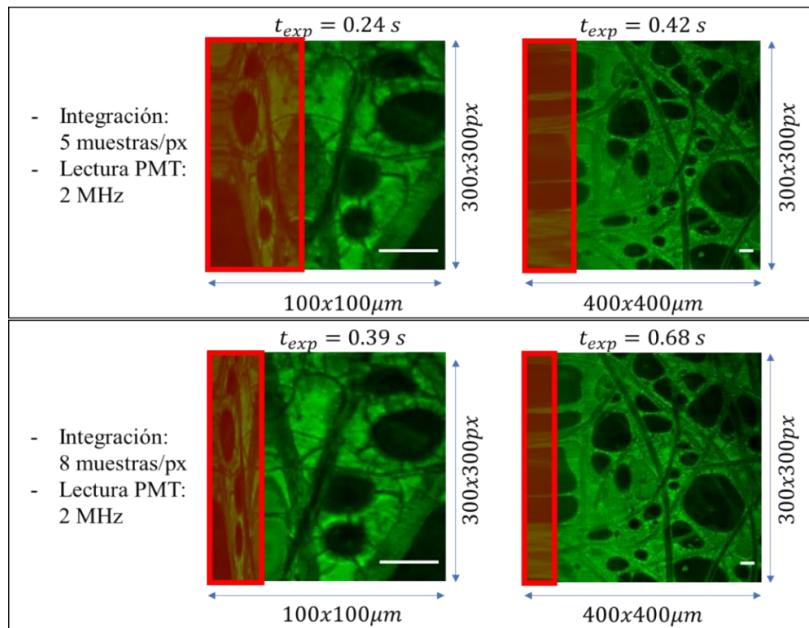 t_exp = 0.24 s
t_exp = 0.42 s
- Integración:
5 muestras/px
- Lectura PMT:
2 MHz
300x300px
300x300px
100x100μm
400x400μm
t_exp = 0.39 s
t_exp = 0.68 s
- Integración:
8 muestras/px
- Lectura PMT:
2 MHz
300x300px
300x300px
100x100μm
400x400μm